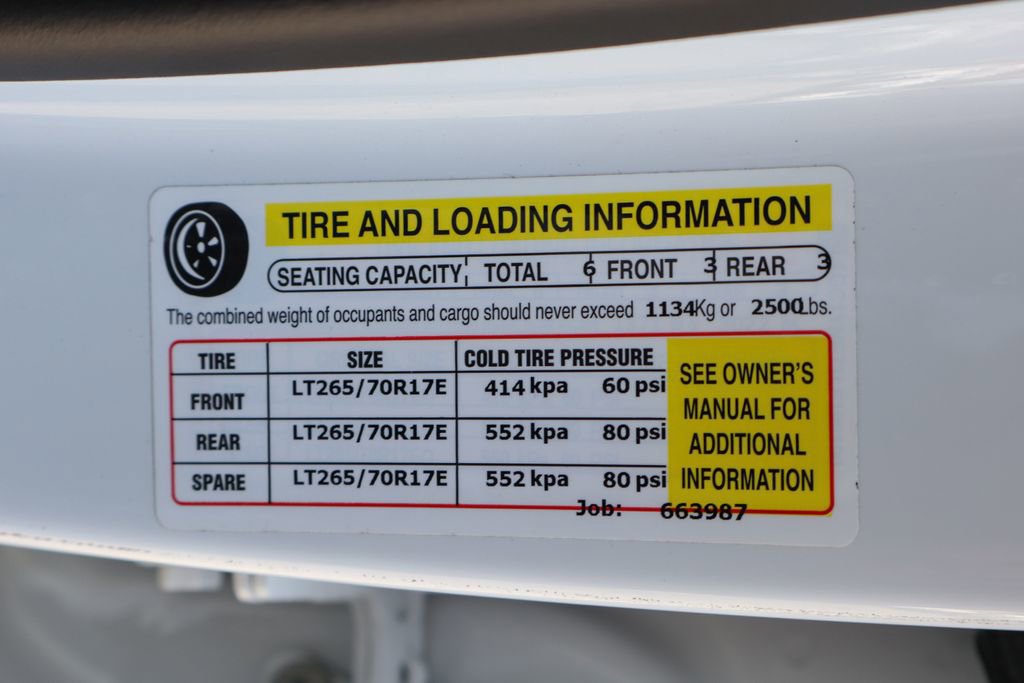 TIRE AND LOADING INFORMATION
SEATING CAPACITY TOTAL 6 FRONT 3 REAR 3
The combined weight of occupants and cargo should never exceed 1134Kg or 2500Lbs.
TIRE SIZE COLD TIRE PRESSURE
FRONT LT265/70R17E 414 kpa 60 psi
REAR LT265/70R17E 552 kpa 80 psi
SPARE LT265/70R17E 552 kpa 80 psi
SEE OWNER'S
MANUAL FOR
ADDITIONAL
INFORMATION
Job: 663987